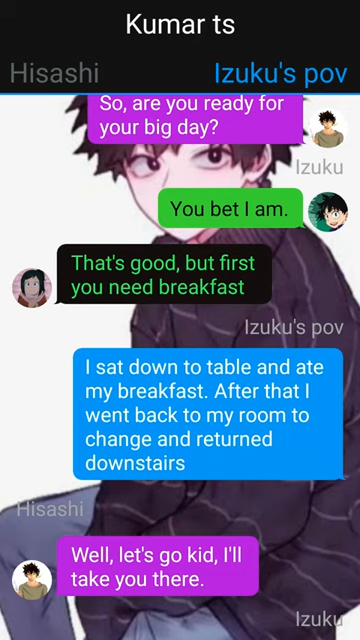 Kumar ts
Hisashi
Izuku's pov
So, are you ready for
your big day?
Izuku
You bet I am.
That's good, but first
you need breakfast
Izuku's pov
I sat down to table and ate
my breakfast. After that I
went back to my room to
change and returned
downstairs
Hisashi
Well, let's go kid, I'll
take you there.
Izuku